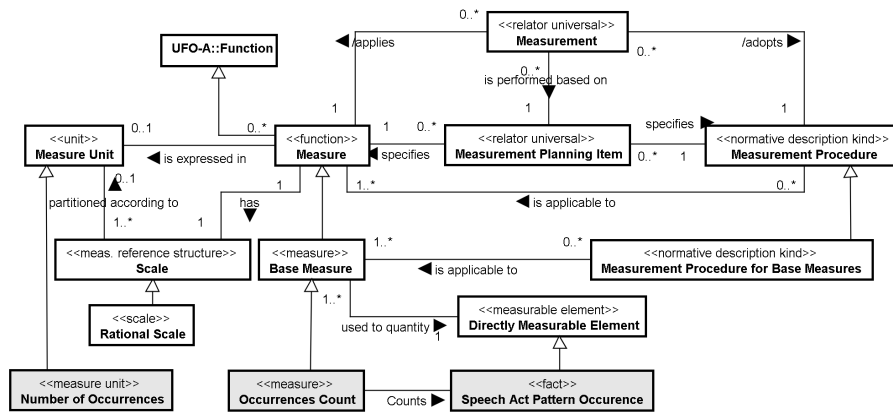 0..*
<<relator universal>>
Measurement
/applies
/adopts
0..*
UFO-A::Function
0..*
is performed based on
1
1
1
0..1
0..*
1
0..*
specifies
<<unit>>
Measure Unit
is expressed in
<<function>>
Measure
specifies
<<relator universal>>
Measurement Planning Item
0..*
1
<<normative description kind>>
Measurement Procedure
0..1
1
1..*
0..*
partitioned according to
has
is applicable to
1..*
1
<<meas. reference structure>>
Scale
<<measure>>
Base Measure
1..*
0..*
is applicable to
<<normative description kind>>
Measurement Procedure for Base Measures
1..*
<<scale>>
Rational Scale
used to quantity
1
<<measurable element>>
Directly Measurable Element
<<measure unit>>
Number of Occurrences
<<measure>>
Occurrences Count
Counts
<<fact>>
Speech Act Pattern Occurence